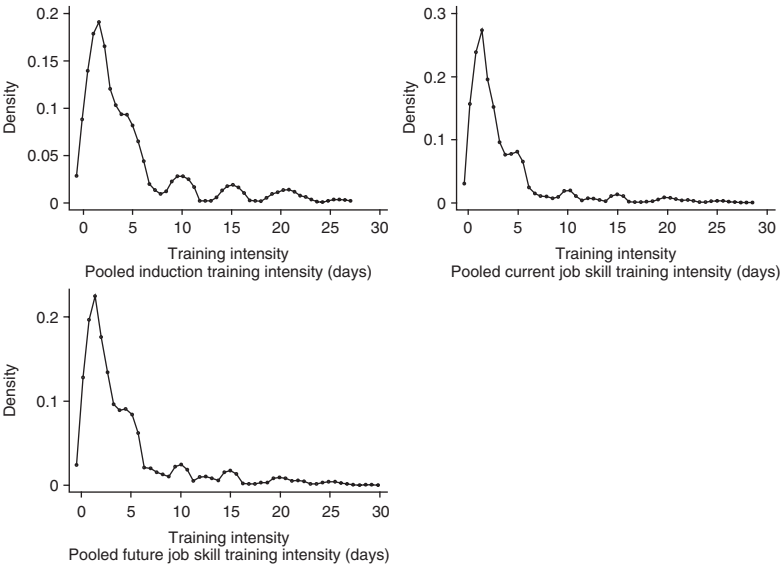 0.2
0.15
0.1
0.05
0
Density
0 5 10 15 20 25 30
Training intensity
Pooled induction training intensity (days)
0.3
0.2
0.1
0
Density
0 5 10 15 20 25 30
Training intensity
Pooled current job skill training intensity (days)
0.2
0.1
0
Density
0 5 10 15 20 25 30
Training intensity
Pooled future job skill training intensity (days)